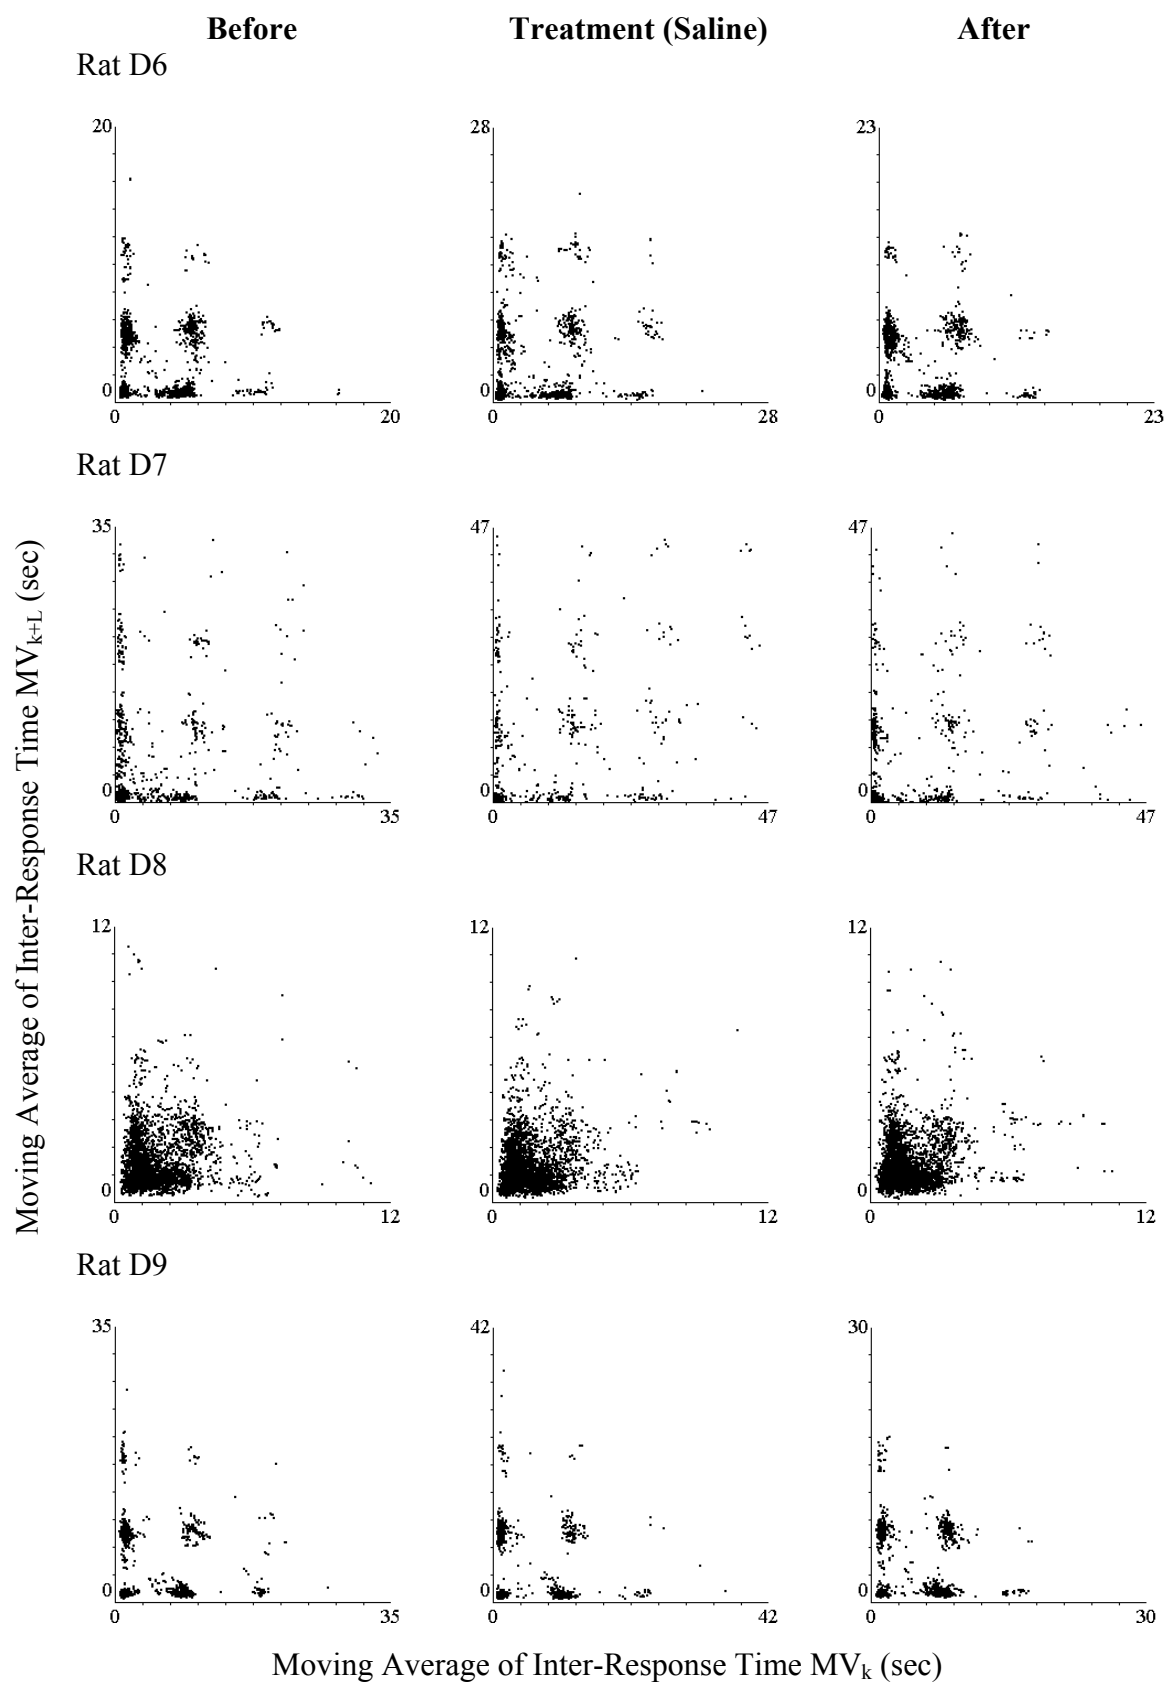 Before Treatment (Saline) After
Rat D6
20 28 23
0 0 0
0 20 0 28 0 23
Rat D7
35 47 47
0 0 0
0 35 0 47 0 47
Rat D8
12 12 12
0 0 0
0 12 0 12 0 12
Rat D9
35 42 30
0 0 0
0 35 0 42 0 30
Moving Average of Inter-Response Time MVk+L (sec)
Moving Average of Inter-Response Time MVk (sec)